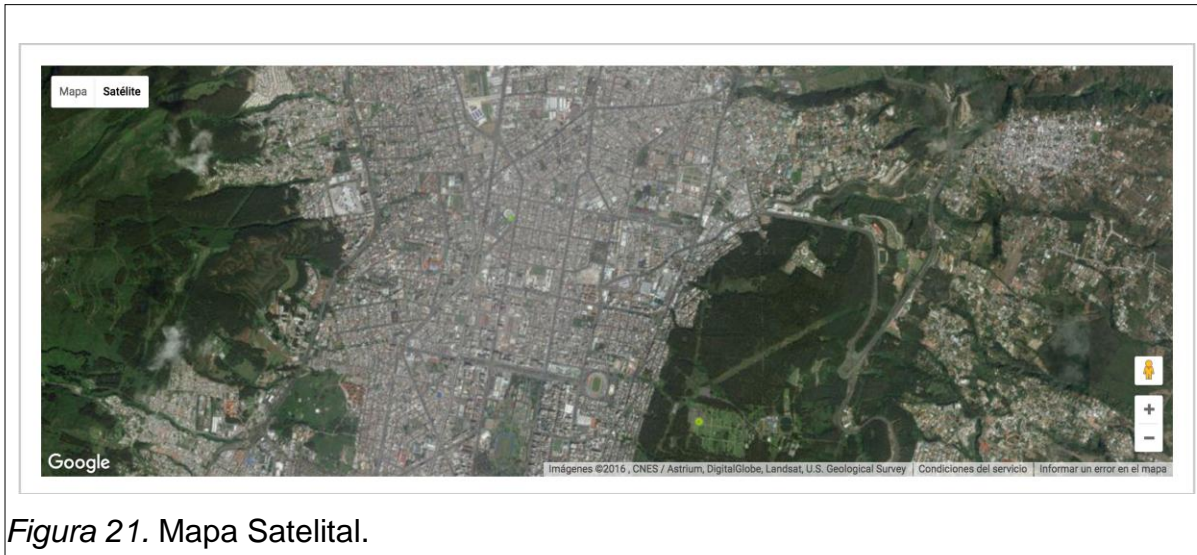 Mapa Satélite
+
−
Google
Imágenes ©2016 , CNES / Astrium, DigitalGlobe, Landsat, U.S. Geological Survey Condiciones del servicio Informar un error en el mapa
Figura 21. Mapa Satelital.